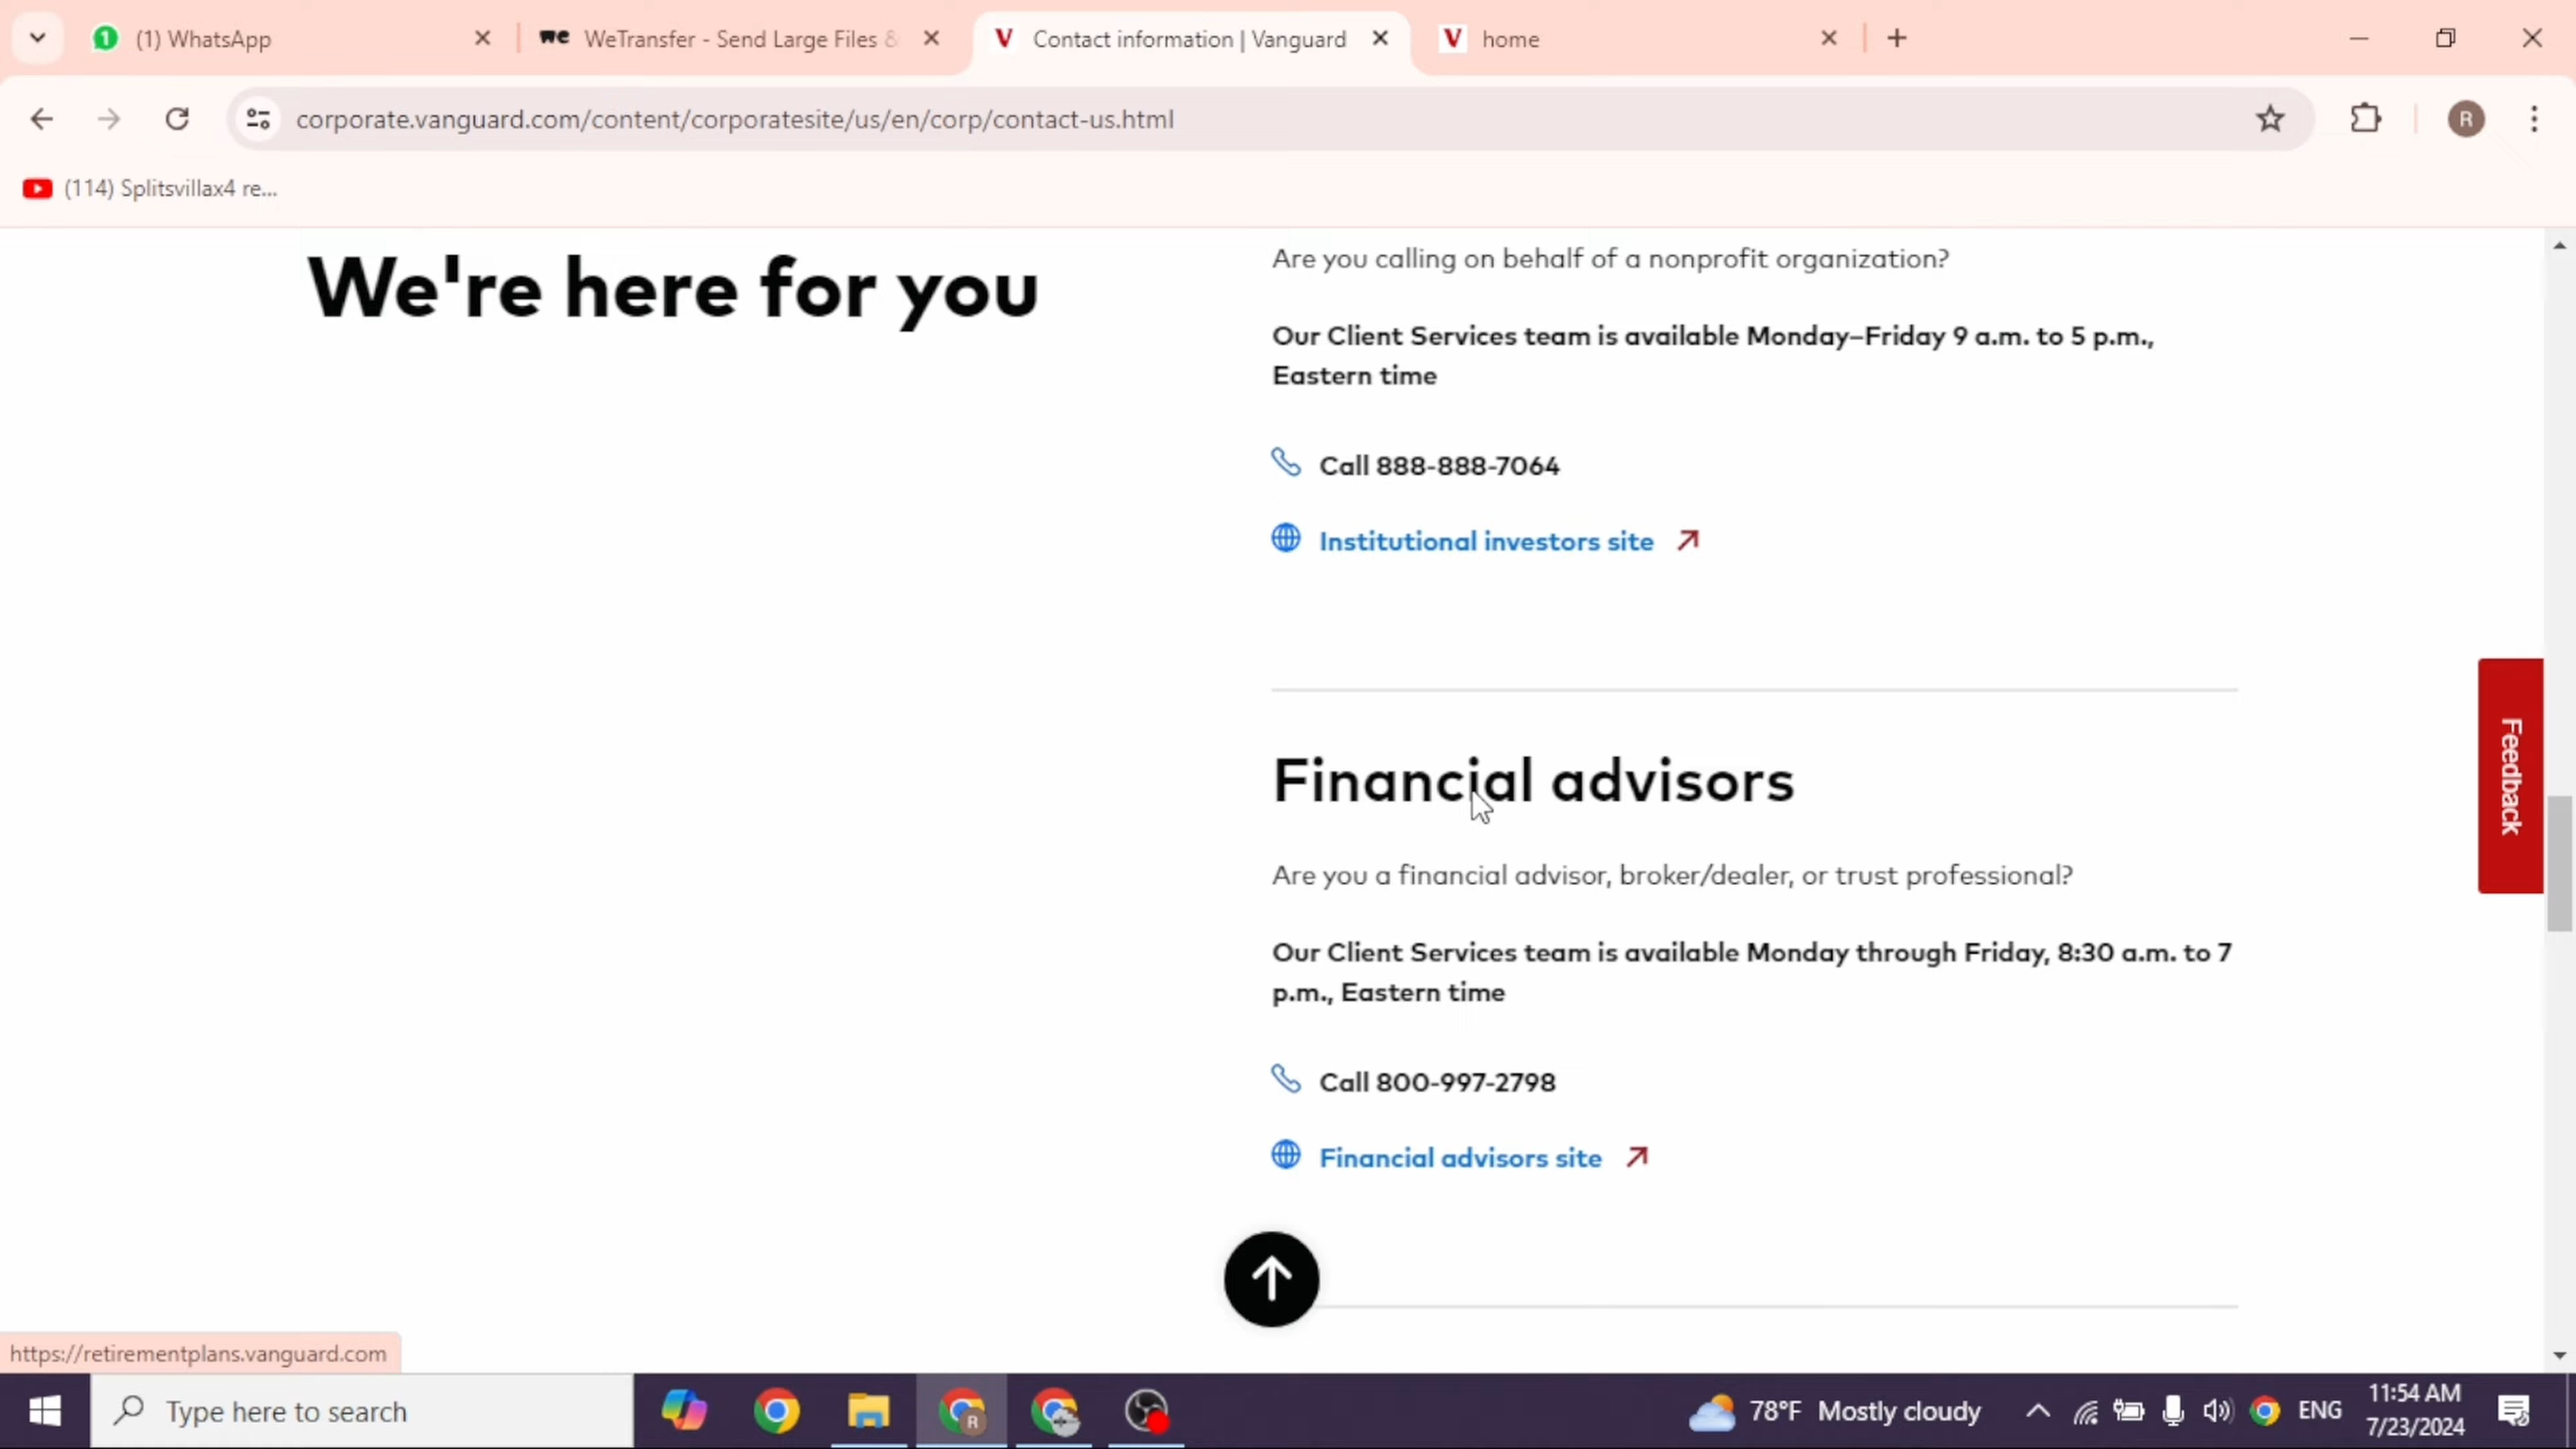 (1) WhatsApp
WeTransfer - Send Large Files &
Contact information | Vanguard
home
corporate.vanguard.com/content/corporatesite/us/en/corp/contact-us.html
R
(114) Splitsvillax4 re...
We're here for you
Are you calling on behalf of a nonprofit organization?
Our Client Services team is available Monday–Friday 9 a.m. to 5 p.m.,
Eastern time
Call 888-888-7064
Institutional investors site
Financial advisors
Are you a financial advisor, broker/dealer, or trust professional?
Our Client Services team is available Monday through Friday, 8:30 a.m. to 7
p.m., Eastern time
Call 800-997-2798
Financial advisors site
Feedback
https://retirementplans.vanguard.com
Type here to search
78°F Mostly cloudy
ENG
11:54 AM
7/23/2024